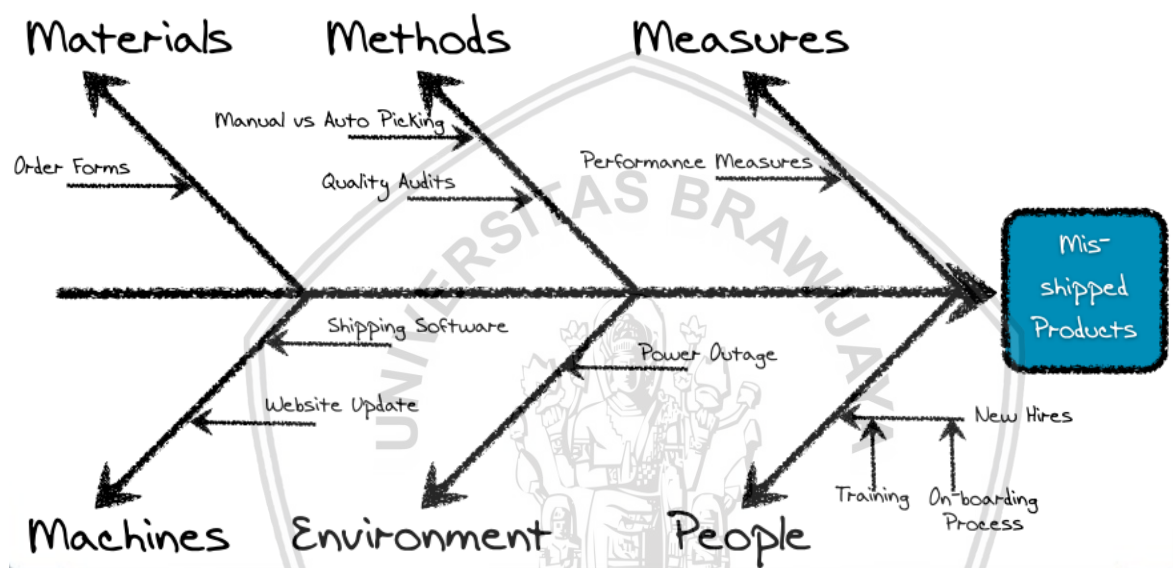 Materials
Methods
Measures
Manual vs Auto Picking
Order Forms
Quality Audits
Performance Measures
UNIVERSITAS BRAWIJAYA
Mis-
shipped
Products
Shipping Software
Power Outage
Website Update
New Hires
Training
On-boarding
Process
Machines
Environment
People